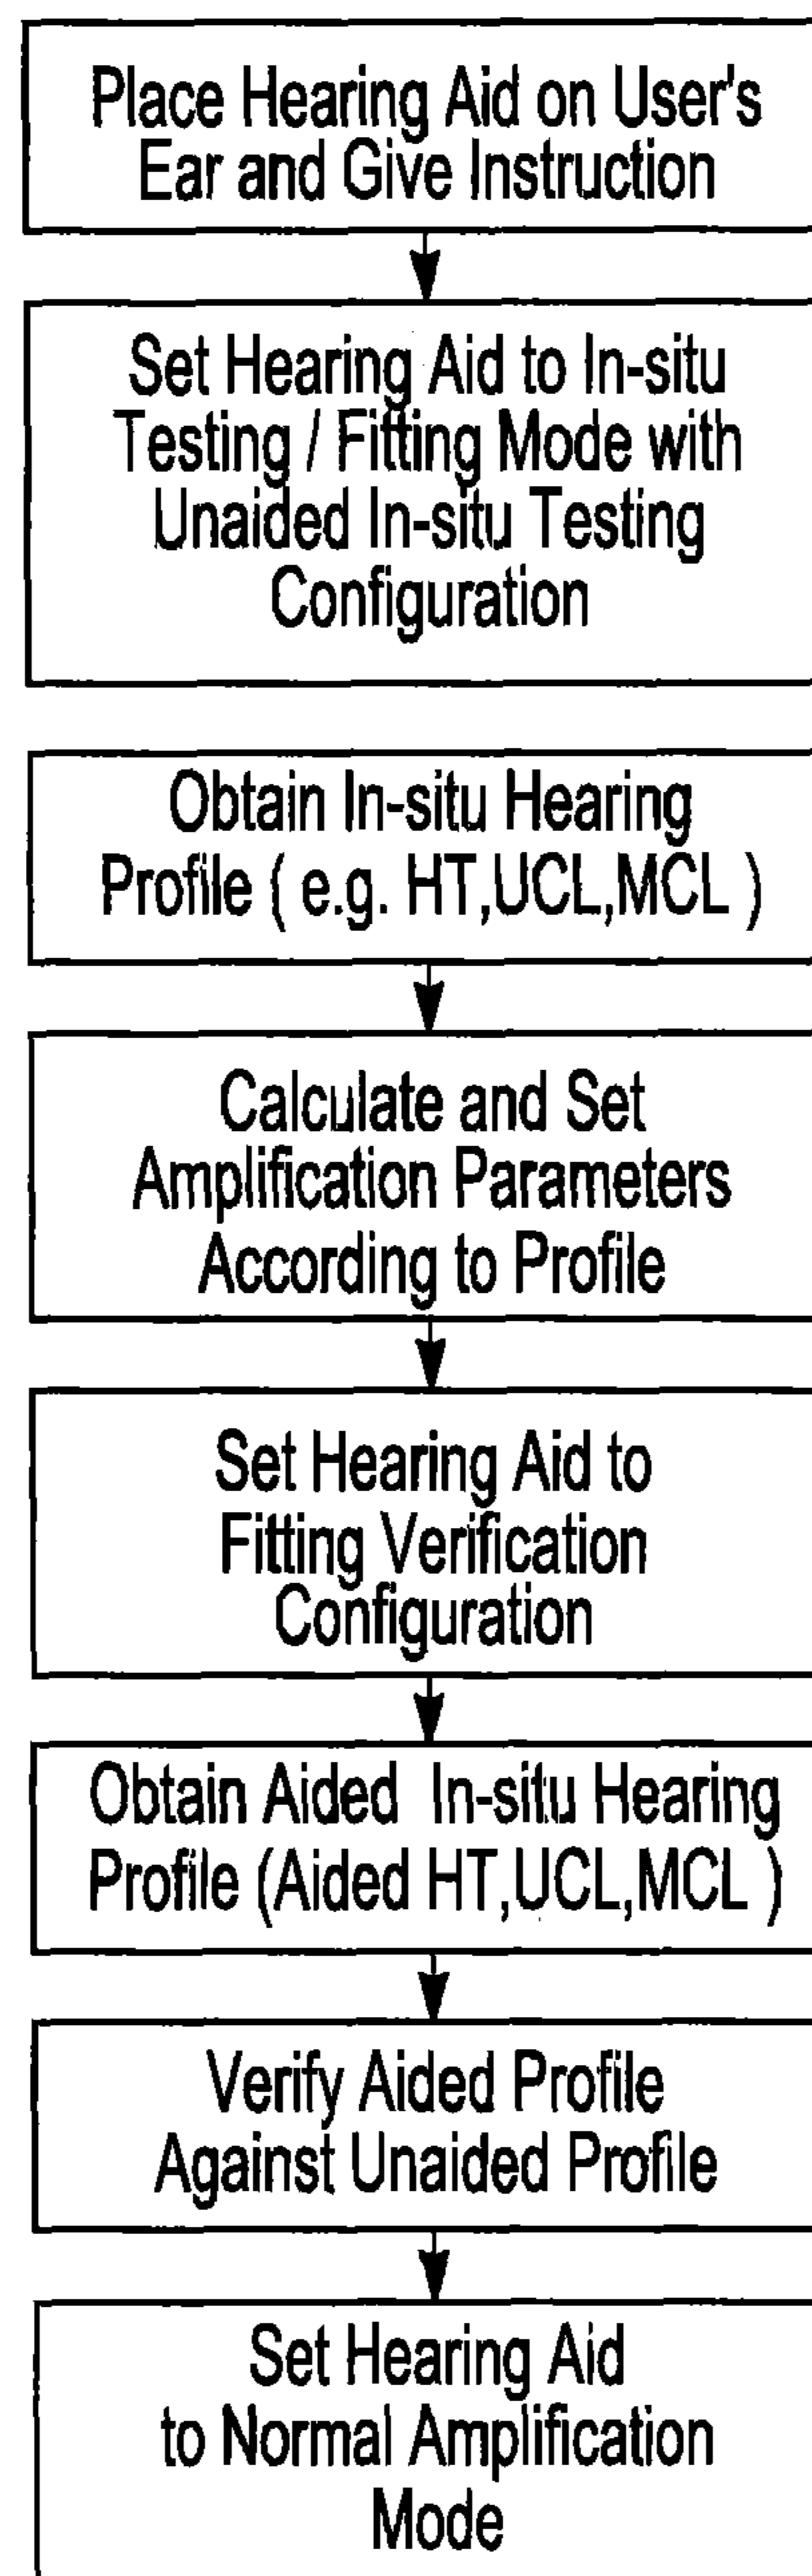 Place Hearing Aid on User's
Ear and Give Instruction
Set Hearing Aid to In-situ
Testing / Fitting Mode with
Unaided In-situ Testing
Configuration
Obtain In-situ Hearing
Profile ( e.g. HT,UCL,MCL )
Calculate and Set
Amplification Parameters
According to Profile
Set Hearing Aid to
Fitting Verification
Configuration
Obtain Aided In-situ Hearing
Profile (Aided HT,UCL,MCL )
Verify Aided Profile
Against Unaided Profile
Set Hearing Aid
to Normal Amplification
Mode